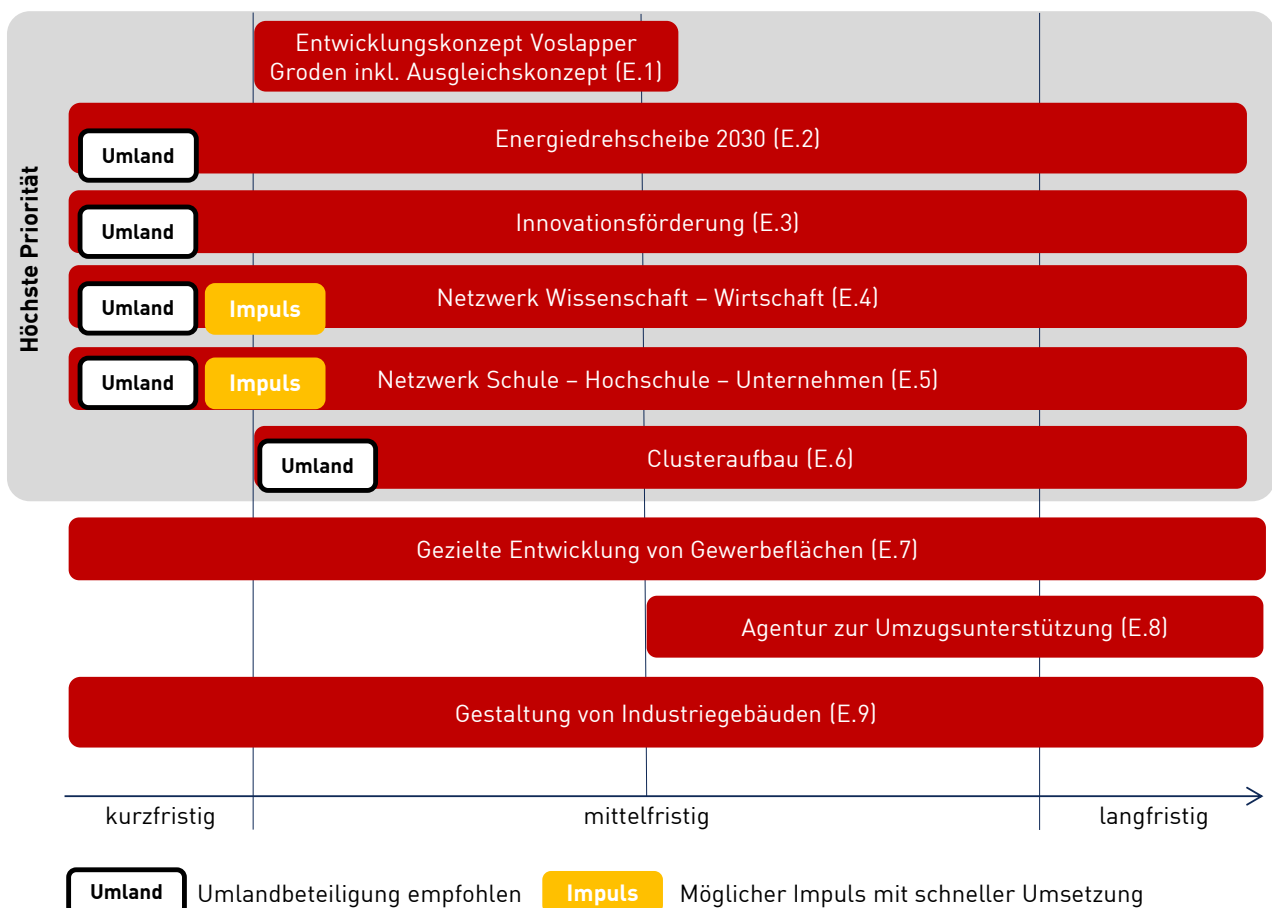 Höchste Priorität
Entwicklungskonzept Voslapper
Groden inkl. Ausgleichskonzept (E.1)
Energiedrehscheibe 2030 (E.2)
Umland
Innovationsförderung (E.3)
Umland
Netzwerk Wissenschaft – Wirtschaft (E.4)
Umland
Impuls
Netzwerk Schule – Hochschule – Unternehmen (E.5)
Umland
Impuls
Clusteraufbau (E.6)
Umland
Gezielte Entwicklung von Gewerbeflächen (E.7)
Agentur zur Umzugsunterstützung (E.8)
Gestaltung von Industriegebäuden (E.9)
kurzfristig
mittelfristig
langfristig
Umland Umlandbeteiligung empfohlen
Impuls Möglicher Impuls mit schneller Umsetzung